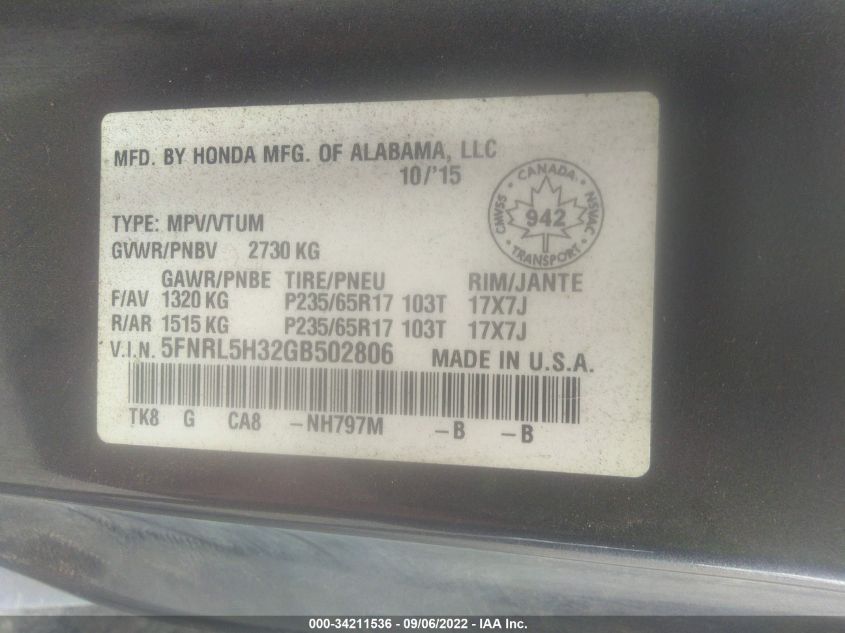 MFD. BY HONDA MFG. OF ALABAMA, LLC
10/'15
CANADA
CMVSS
942
NSVAC
TRANSPORT
TYPE: MPV/VTUM
GVWR/PNBV 2730 KG
GAWR/PNBE TIRE/PNEU RIM/JANTE
F/AV 1320 KG P235/65R17 103T 17X7J
R/AR 1515 KG P235/65R17 103T 17X7J
V.I.N. 5FNRL5H32GB502806 MADE IN U.S.A.
TK8 G CA8 -NH797M -B -B
000-34211536 - 09/06/2022 - IAA Inc.